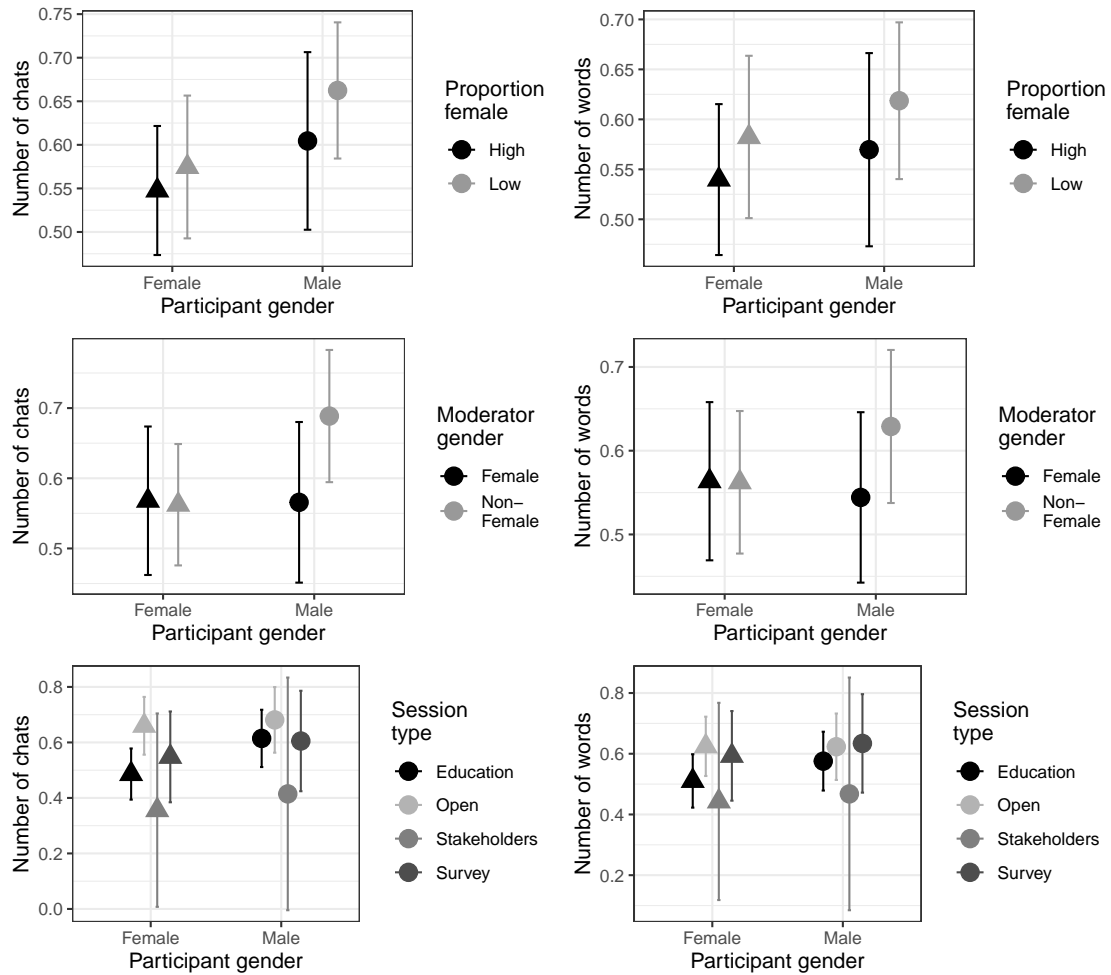 Number of chats
0.75
0.70
0.65
0.60
0.55
0.50
Female
Male
Participant gender
Proportion
female
High
Low
Number of words
0.70
0.65
0.60
0.55
0.50
Female
Male
Participant gender
Proportion
female
High
Low
Number of chats
0.7
0.6
0.5
Female
Male
Participant gender
Moderator
gender
Female
Non−
Female
Number of words
0.7
0.6
0.5
Female
Male
Participant gender
Moderator
gender
Female
Non−
Female
Number of chats
0.8
0.6
0.4
0.2
0.0
Female
Male
Participant gender
Session
type
Education
Open
Stakeholders
Survey
Number of words
0.8
0.6
0.4
0.2
Female
Male
Participant gender
Session
type
Education
Open
Stakeholders
Survey